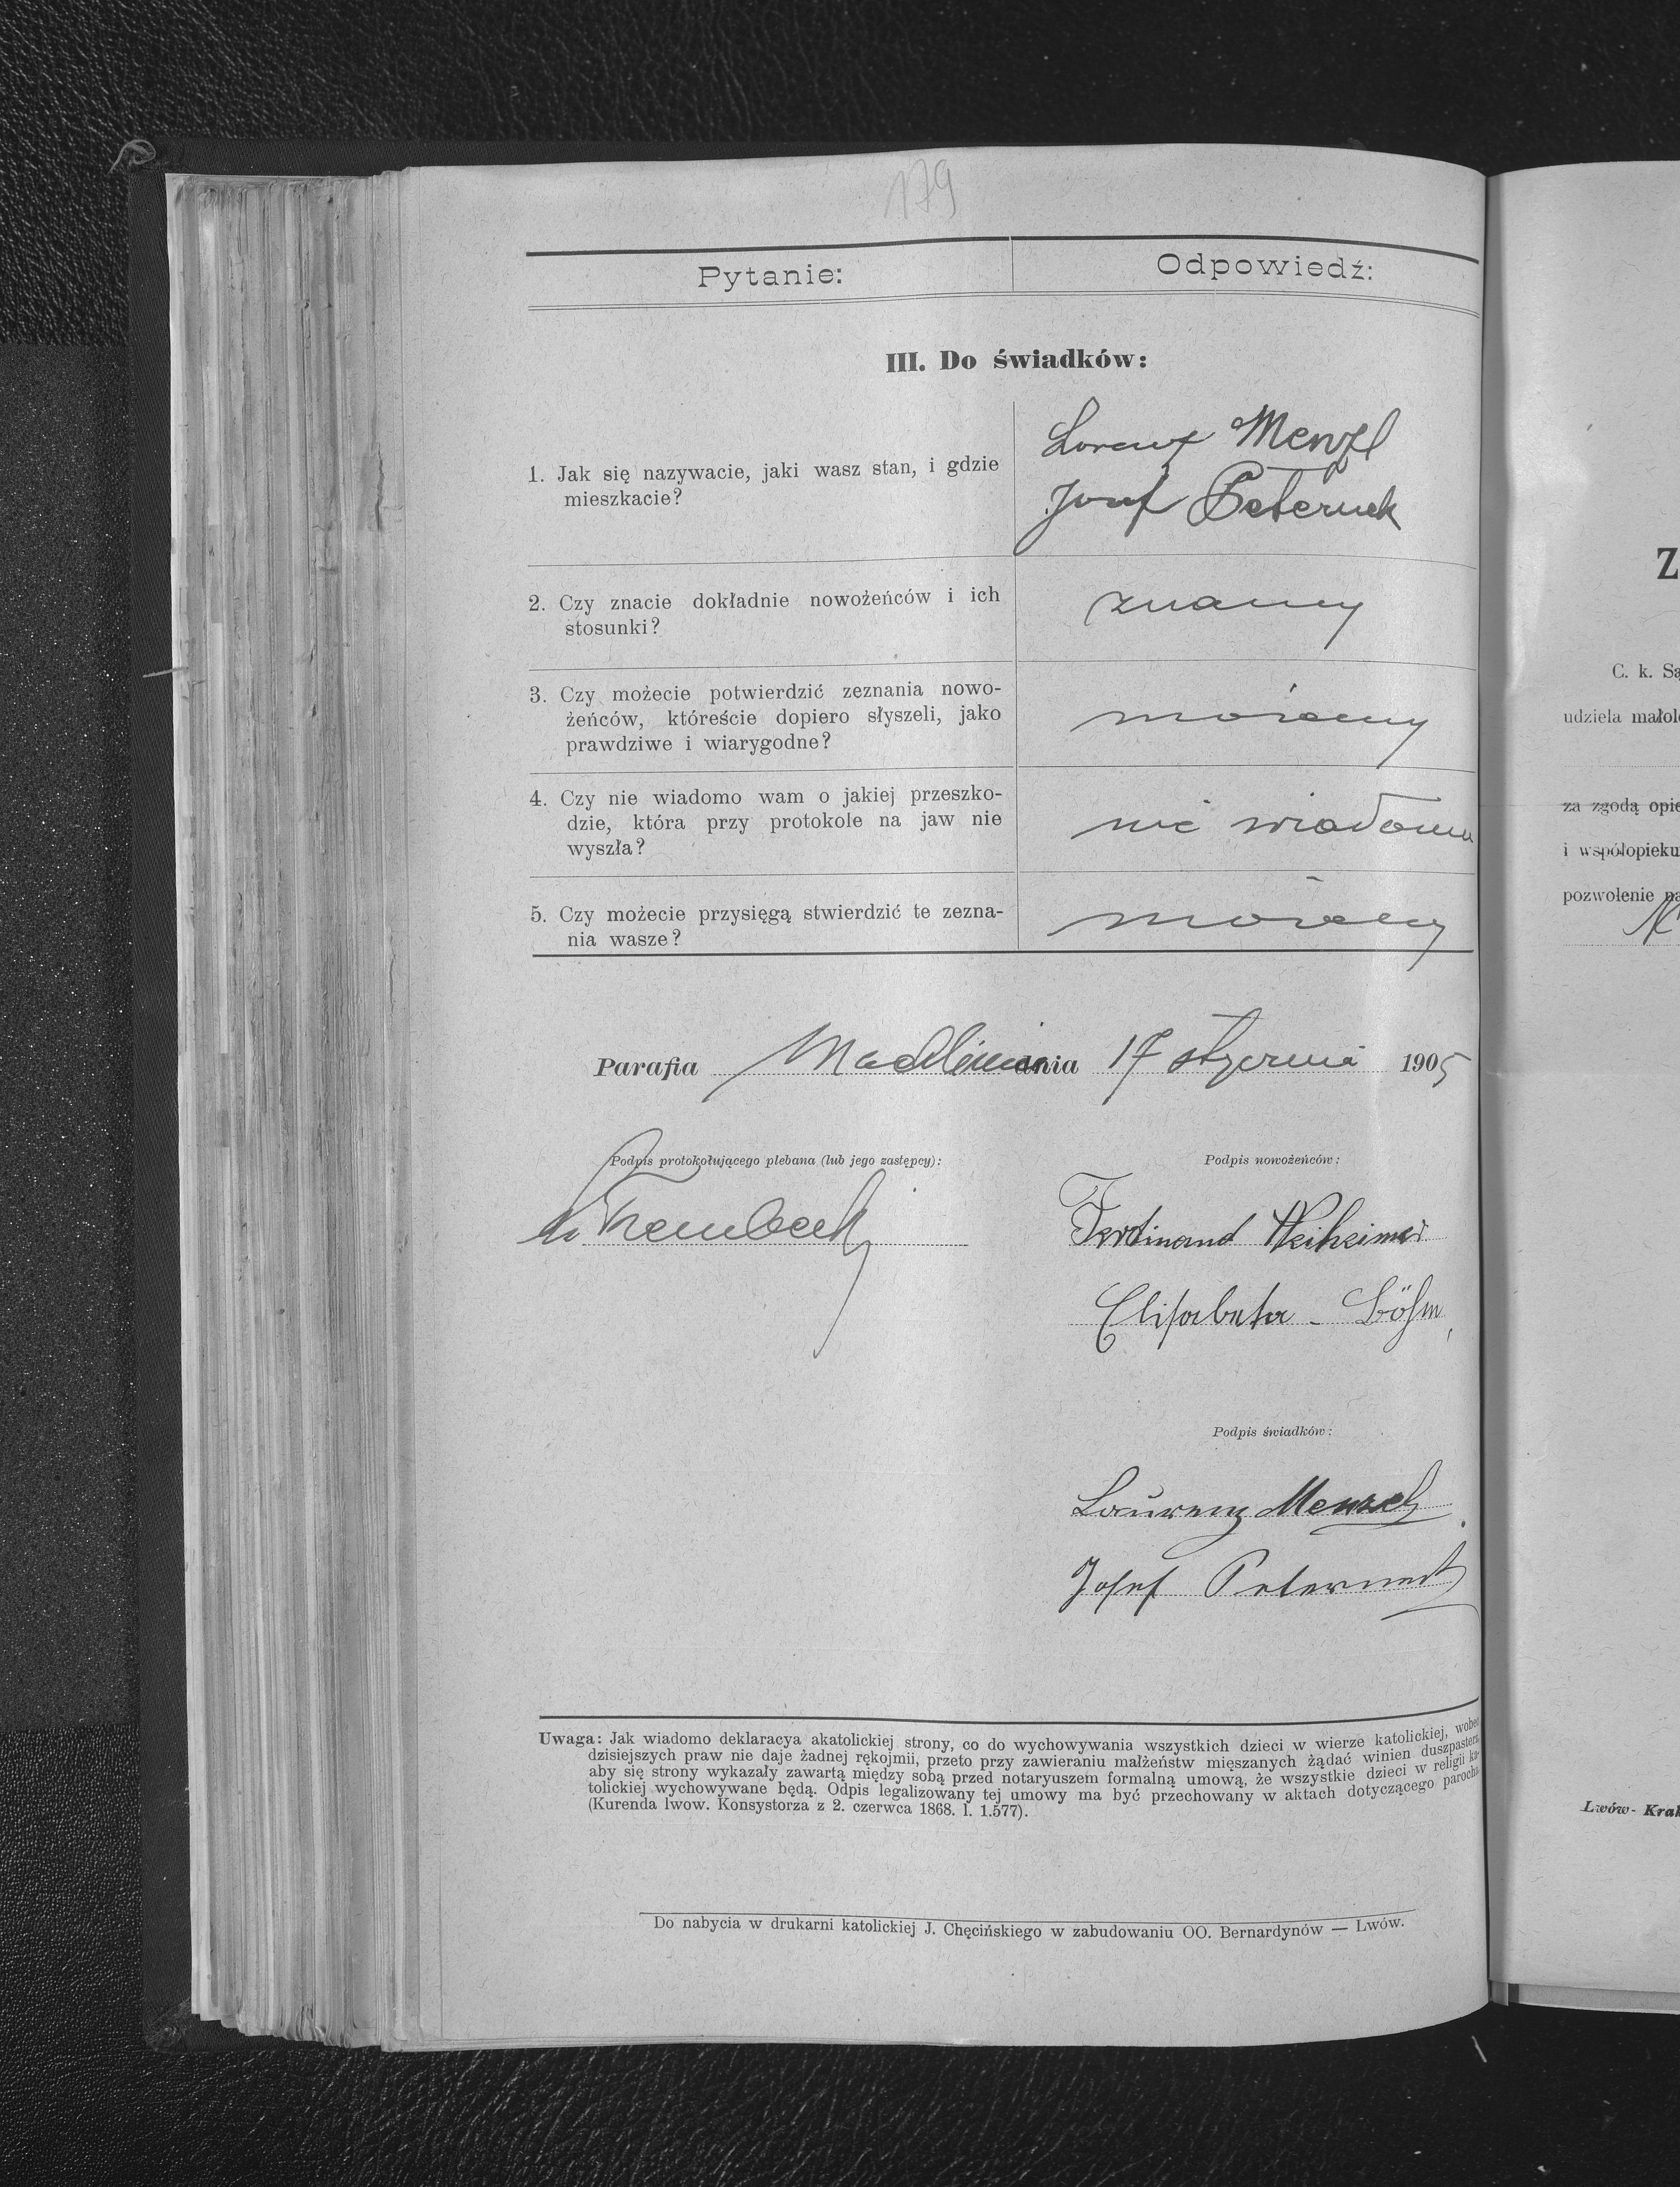 179
Pytanie: Odpowiedź:
III. Do świadków:
1. Jak się nazywacie, jaki wasz stan, i gdzie
mieszkacie?
Lorenz Menzl
Josef Peternek
2. Czy znacie dokładnie nowożeńców i ich
stosunki?
znamy
3. Czy możecie potwierdzić zeznania nowo-
żeńców, któreście dopiero słyszeli, jako
prawdziwe i wiarygodne?
możemy
4. Czy nie wiadomo wam o jakiej przeszko-
dzie, która przy protokole na jaw nie
wyszła?
nic wiadomo
5. Czy możecie przysięgą stwierdzić te zezna-
nia wasze?
możemy
Parafia dnia 17 stycznia 1905
Podpis protokołującego plebana (lub jego zastępcy):
Podpis nowożeńców:
Ferdinand Weiheimer
Elisabeta - Böhm
Podpis świadków:
Laurenz Menzel
Josef Peternek
Uwaga: Jak wiadomo deklaracya akatolickiej strony, co do wychowywania wszystkich dzieci w wierze katolickiej, wobec
dzisiejszych praw nie daje żadnej rękojmii, przeto przy zawieraniu małżeństw mięszanych żądać winien duszpasterz,
aby się strony wykazały zawartą między sobą przed notaryuszem formalną umową, że wszystkie dzieci w religii ka-
tolickiej wychowywane będą. Odpis legalizowany tej umowy ma być przechowany w aktach dotyczącego parocha.
(Kurenda lwow. Konsystorza z 2. czerwca 1868. l. 1.577).
Do nabycia w drukarni katolickiej J. Chęcińskiego w zabudowaniu OO. Bernardynów — Lwów.
Z
C. k. Są
udziela małol
za zgodą opie
i współopieku
pozwolenie na
Lwów- Krak